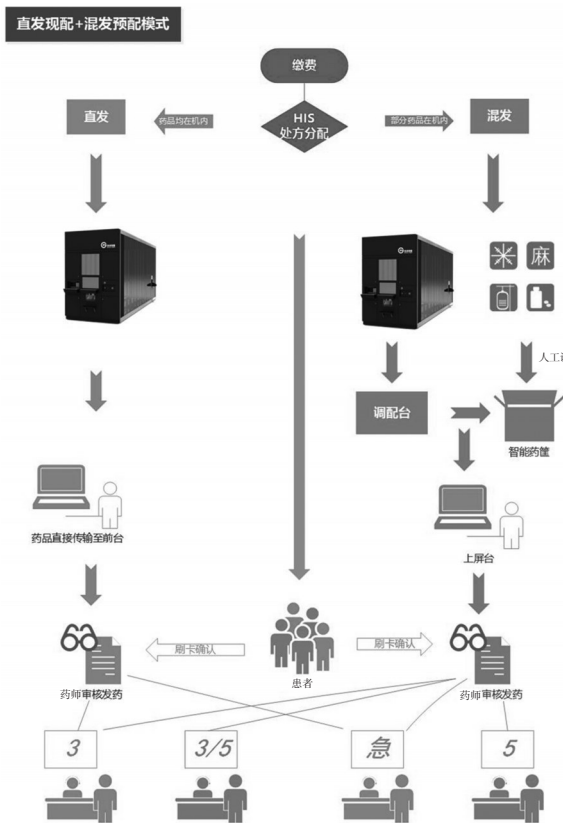 直发现配+混发预配模式
缴费
直发
药品均在机内
HIS
处方分配
部分药品在机内
混发
麻
人工
调配台
智能药筐
药品直接传输至前台
上屏台
刷卡确认
刷卡确认
药师审核发药
患者
药师审核发药
3
3/5
急
5